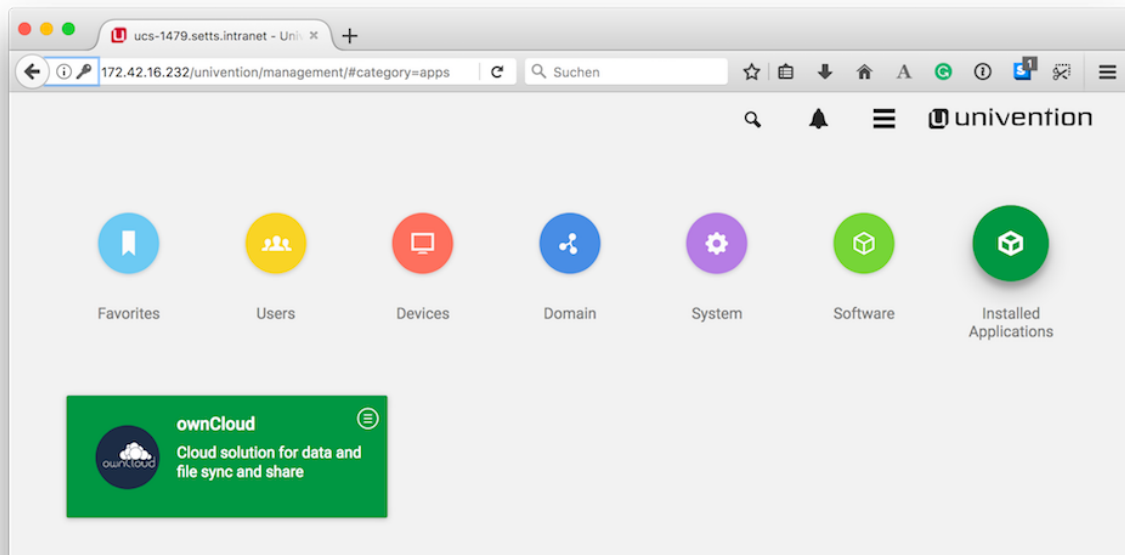 ucs-1479.setts.intranet - Univ
172.42.16.232/univention/management/#category=apps
Suchen
1
univention
Favorites
Users
Devices
Domain
System
Software
Installed
Applications
ownCloud
ownCloud
Cloud solution for data and
file sync and share